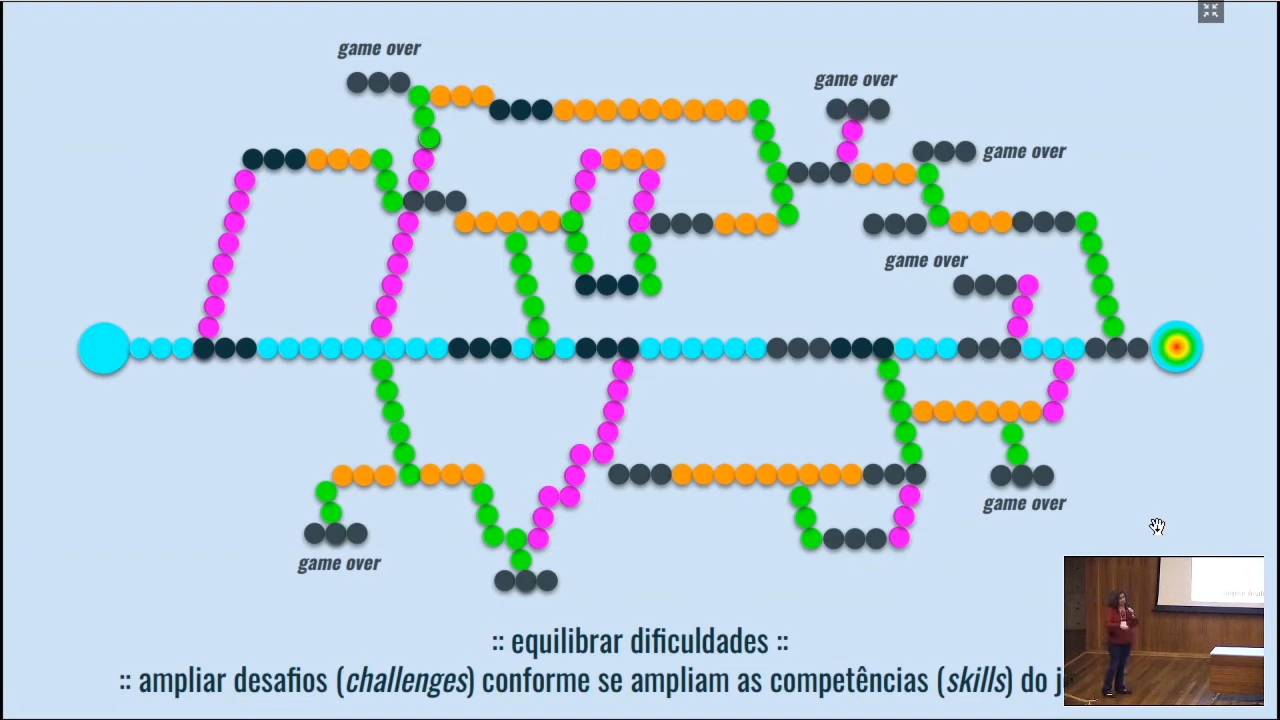 game over
game over
game over
game over
game over
game over
:: equilibrar dificuldades ::
:: ampliar desafios (challenges) conforme se ampliam as competências (skills) do